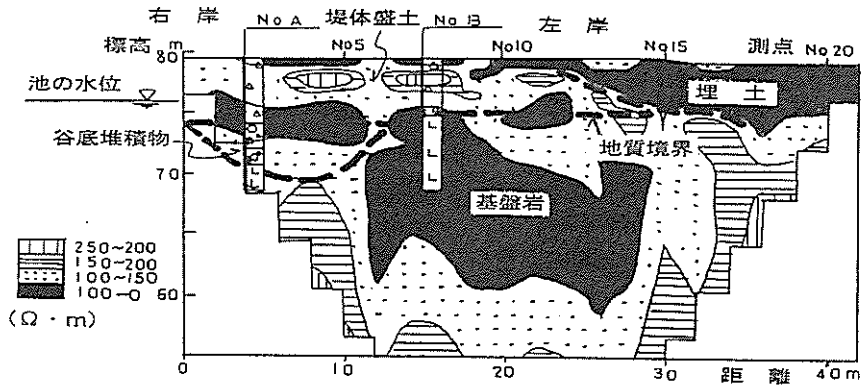 右岸 No A 堤体盛土 No B 左岸
標高 m No5 No10 No15 測点 No20
80
池の水位
埋土
谷底堆積物
地質境界
70
基盤岩
250~200
150~200
100~150
100~0
(Ω・m)
60
0 10 20 30 距離 40m